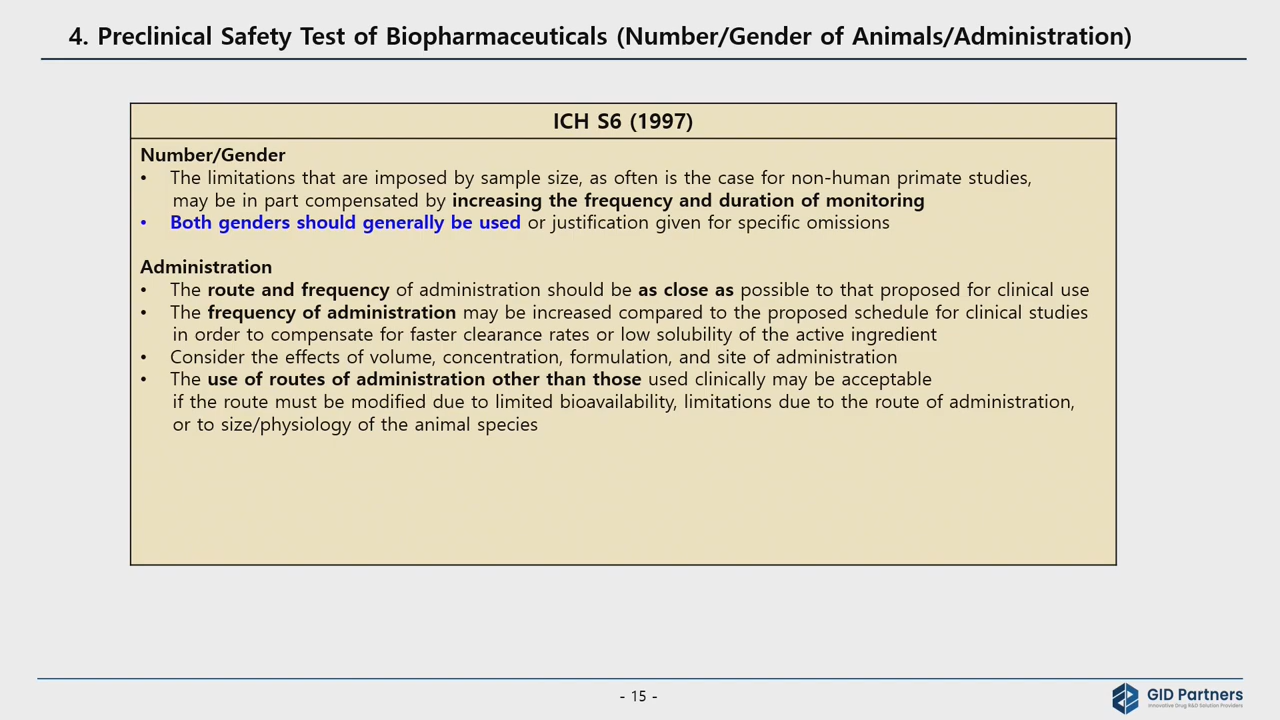 4. Preclinical Safety Test of Biopharmaceuticals (Number/Gender of Animals/Administration)
ICH S6 (1997)
Number/Gender
• The limitations that are imposed by sample size, as often is the case for non-human primate studies,
may be in part compensated by increasing the frequency and duration of monitoring
• Both genders should generally be used or justification given for specific omissions
Administration
• The route and frequency of administration should be as close as possible to that proposed for clinical use
• The frequency of administration may be increased compared to the proposed schedule for clinical studies
in order to compensate for faster clearance rates or low solubility of the active ingredient
• Consider the effects of volume, concentration, formulation, and site of administration
• The use of routes of administration other than those used clinically may be acceptable
if the route must be modified due to limited bioavailability, limitations due to the route of administration,
or to size/physiology of the animal species
- 15 -
GID Partners
Innovative Drug R&D Solution Providers